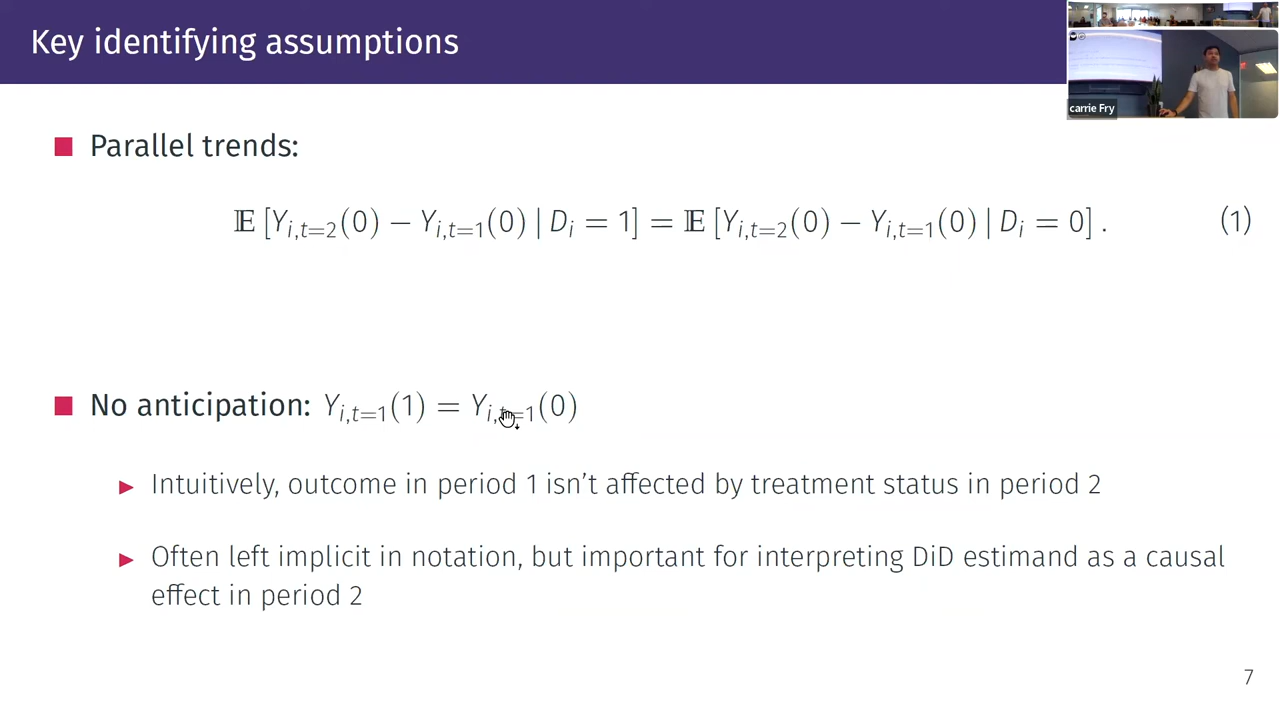 Key identifying assumptions
carrie Fry
■ Parallel trends:
𝔼 [Y_{i,t=2}(0) − Y_{i,t=1}(0) | D_i = 1] = 𝔼 [Y_{i,t=2}(0) − Y_{i,t=1}(0) | D_i = 0] . (1)
■ No anticipation: Y_{i,t=1}(1) = Y_{i,t=1}(0)
▶ Intuitively, outcome in period 1 isn't affected by treatment status in period 2
▶ Often left implicit in notation, but important for interpreting DiD estimand as a causal
effect in period 2
7